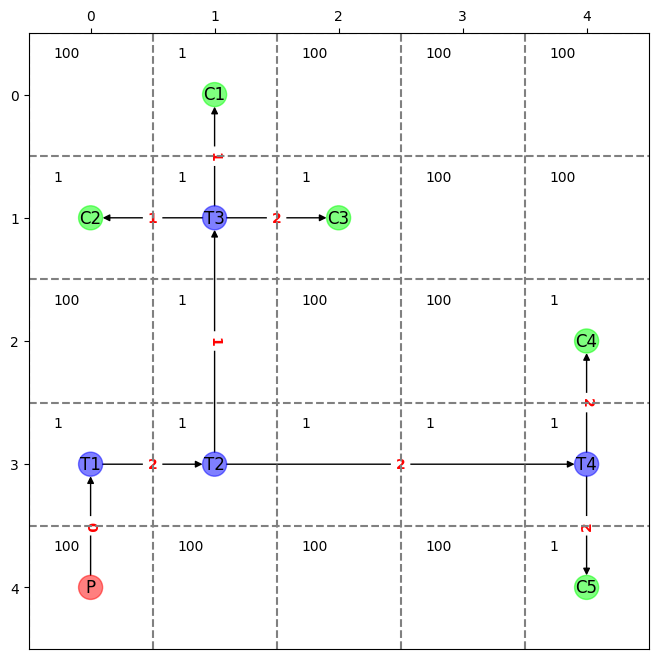 0 1 2 3 4
100 1 100 100 100
0 C1
1
1 1 1 100 100
1 C2 1 T3 2 C3
100 1 100 100 1
2 1 C4
2
1 1 1 1 1
3 T1 2 T2 2 T4
0 2
100 100 100 100 1
4 P C5